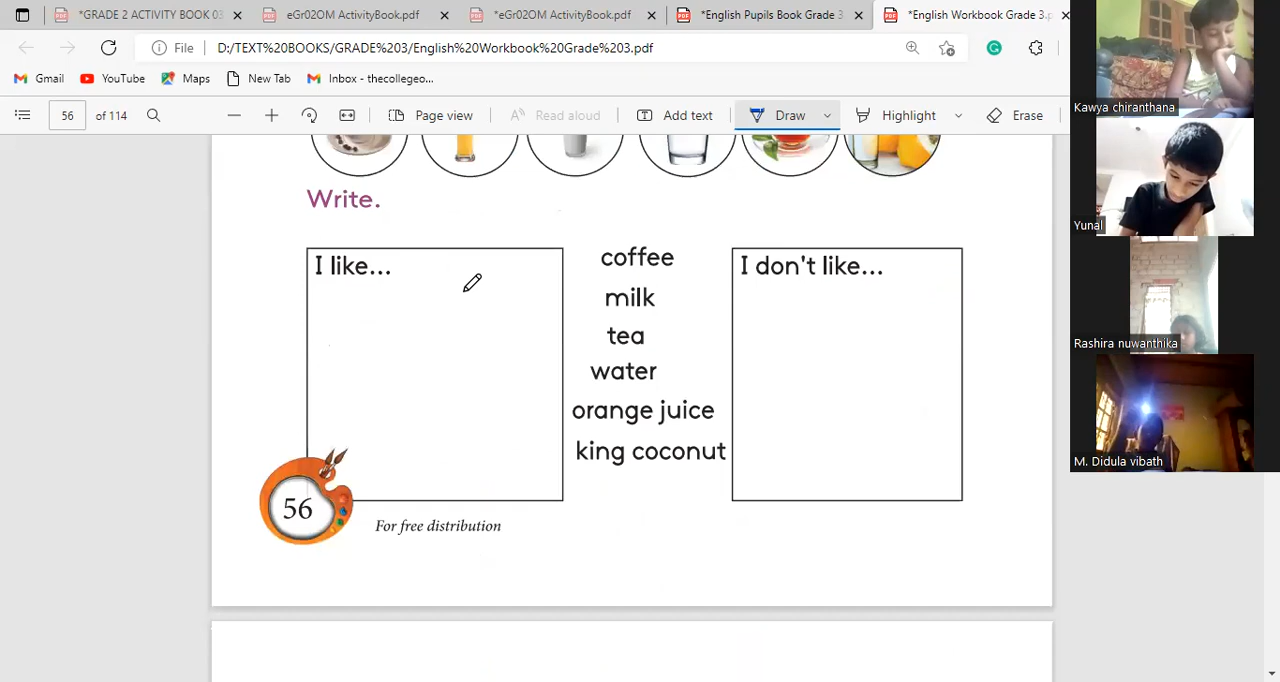 *GRADE 2 ACTIVITY BOOK 03
eGr02OM ActivityBook.pdf
*eGr02OM ActivityBook.pdf
*English Pupils Book Grade 3
*English Workbook Grade 3.p
File
D:/TEXT%20BOOKS/GRADE%203/English%20Workbook%20Grade%203.pdf
Gmail
YouTube
Maps
New Tab
Inbox - thecollegeo...
56 of 114
Page view
Read aloud
Add text
Draw
Highlight
Erase
Write.
I like...
coffee
milk
tea
water
orange juice
king coconut
I don't like...
56
For free distribution
Kawya chiranthana
Yunal
Rashira nuwanthika
M. Didula vibath